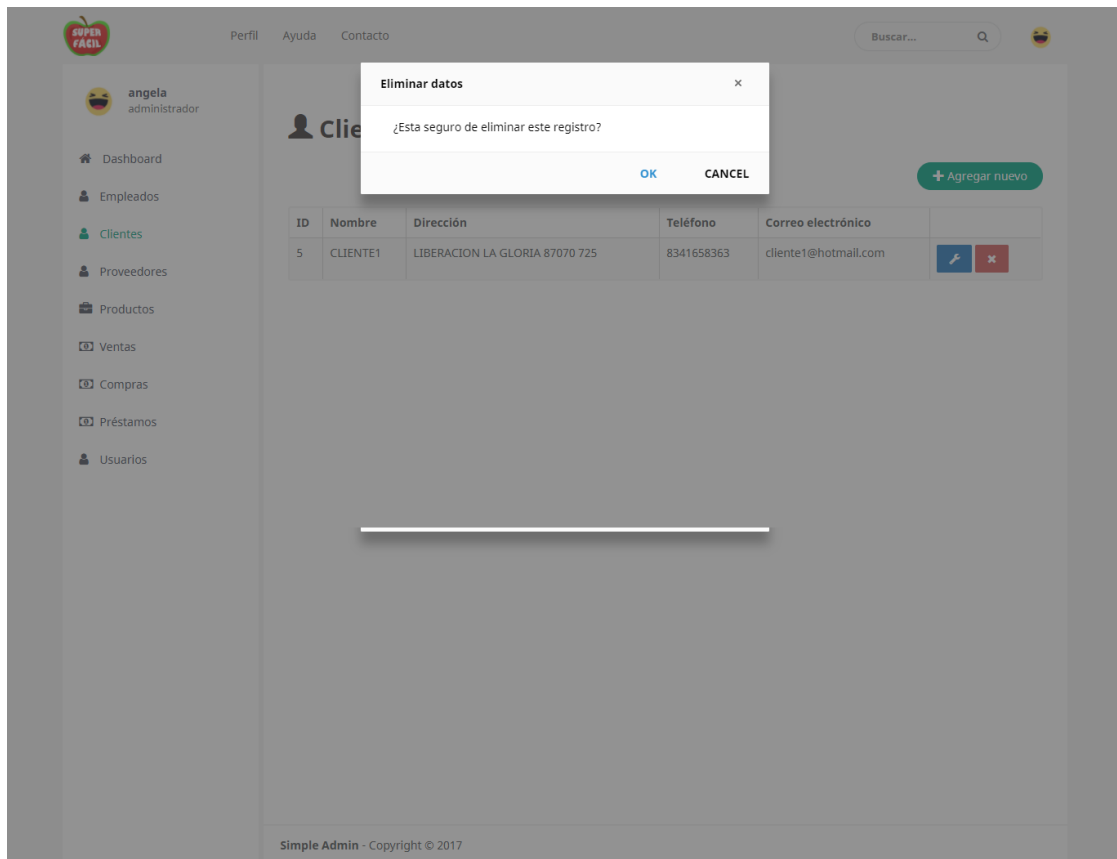 SUPER
FACIL
Perfil Ayuda Contacto
Buscar...
angela
administrador
Dashboard
Empleados
Clientes
Proveedores
Productos
Ventas
Compras
Préstamos
Usuarios
Eliminar datos ×
¿Esta seguro de eliminar este registro?
OK CANCEL
Clie
Agregar nuevo
ID Nombre Dirección Teléfono Correo electrónico
5 CLIENTE1 LIBERACION LA GLORIA 87070 725 8341658363 cliente1@hotmail.com
Simple Admin - Copyright © 2017